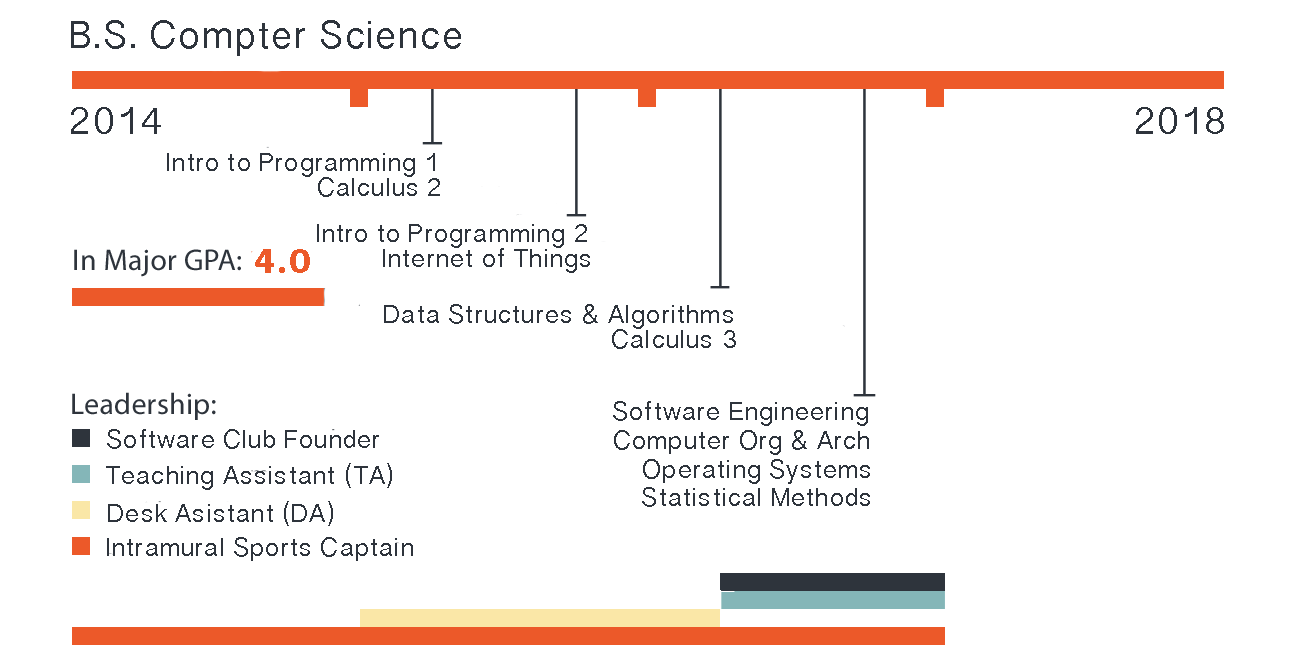 B.S. Compter Science
2014
2018
Intro to Programming 1
Calculus 2
Intro to Programming 2
Internet of Things
In Major GPA: 4.0
Data Structures & Algorithms
Calculus 3
Software Engineering
Computer Org & Arch
Operating Systems
Statistical Methods
Leadership:
Software Club Founder
Teaching Assistant (TA)
Desk Asistant (DA)
Intramural Sports Captain